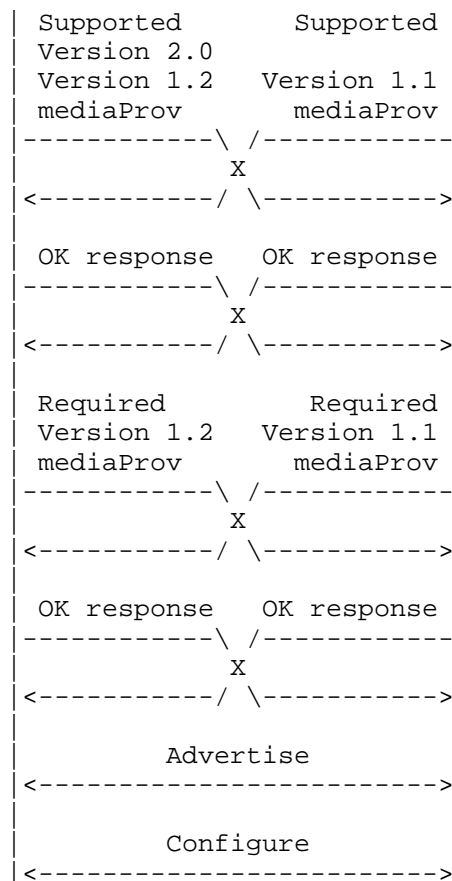 Supported Supported
Version 2.0
Version 1.2 Version 1.1
mediaProv mediaProv
------------\ /------------
X
<-----------/ \----------->
OK response OK response
------------\ /------------
X
<-----------/ \----------->
Required Required
Version 1.2 Version 1.1
mediaProv mediaProv
------------\ /------------
X
<-----------/ \----------->
OK response OK response
------------\ /------------
X
<-----------/ \----------->
Advertise
<------------------------->
Configure
<------------------------->